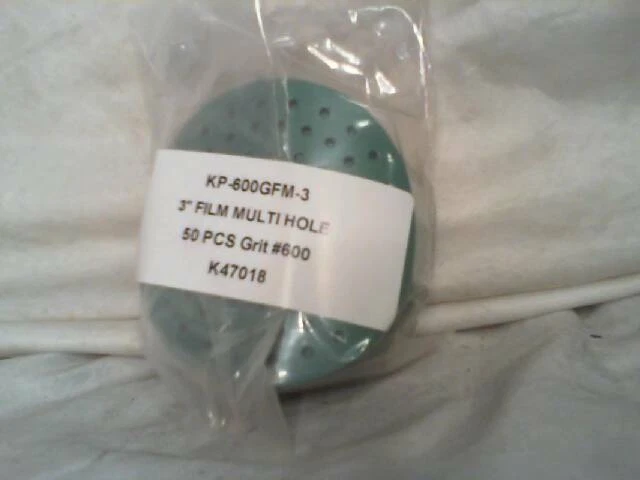 KP-600GFM-3
3" FILM MULTI HOLE
50 PCS Grit #600
K47018